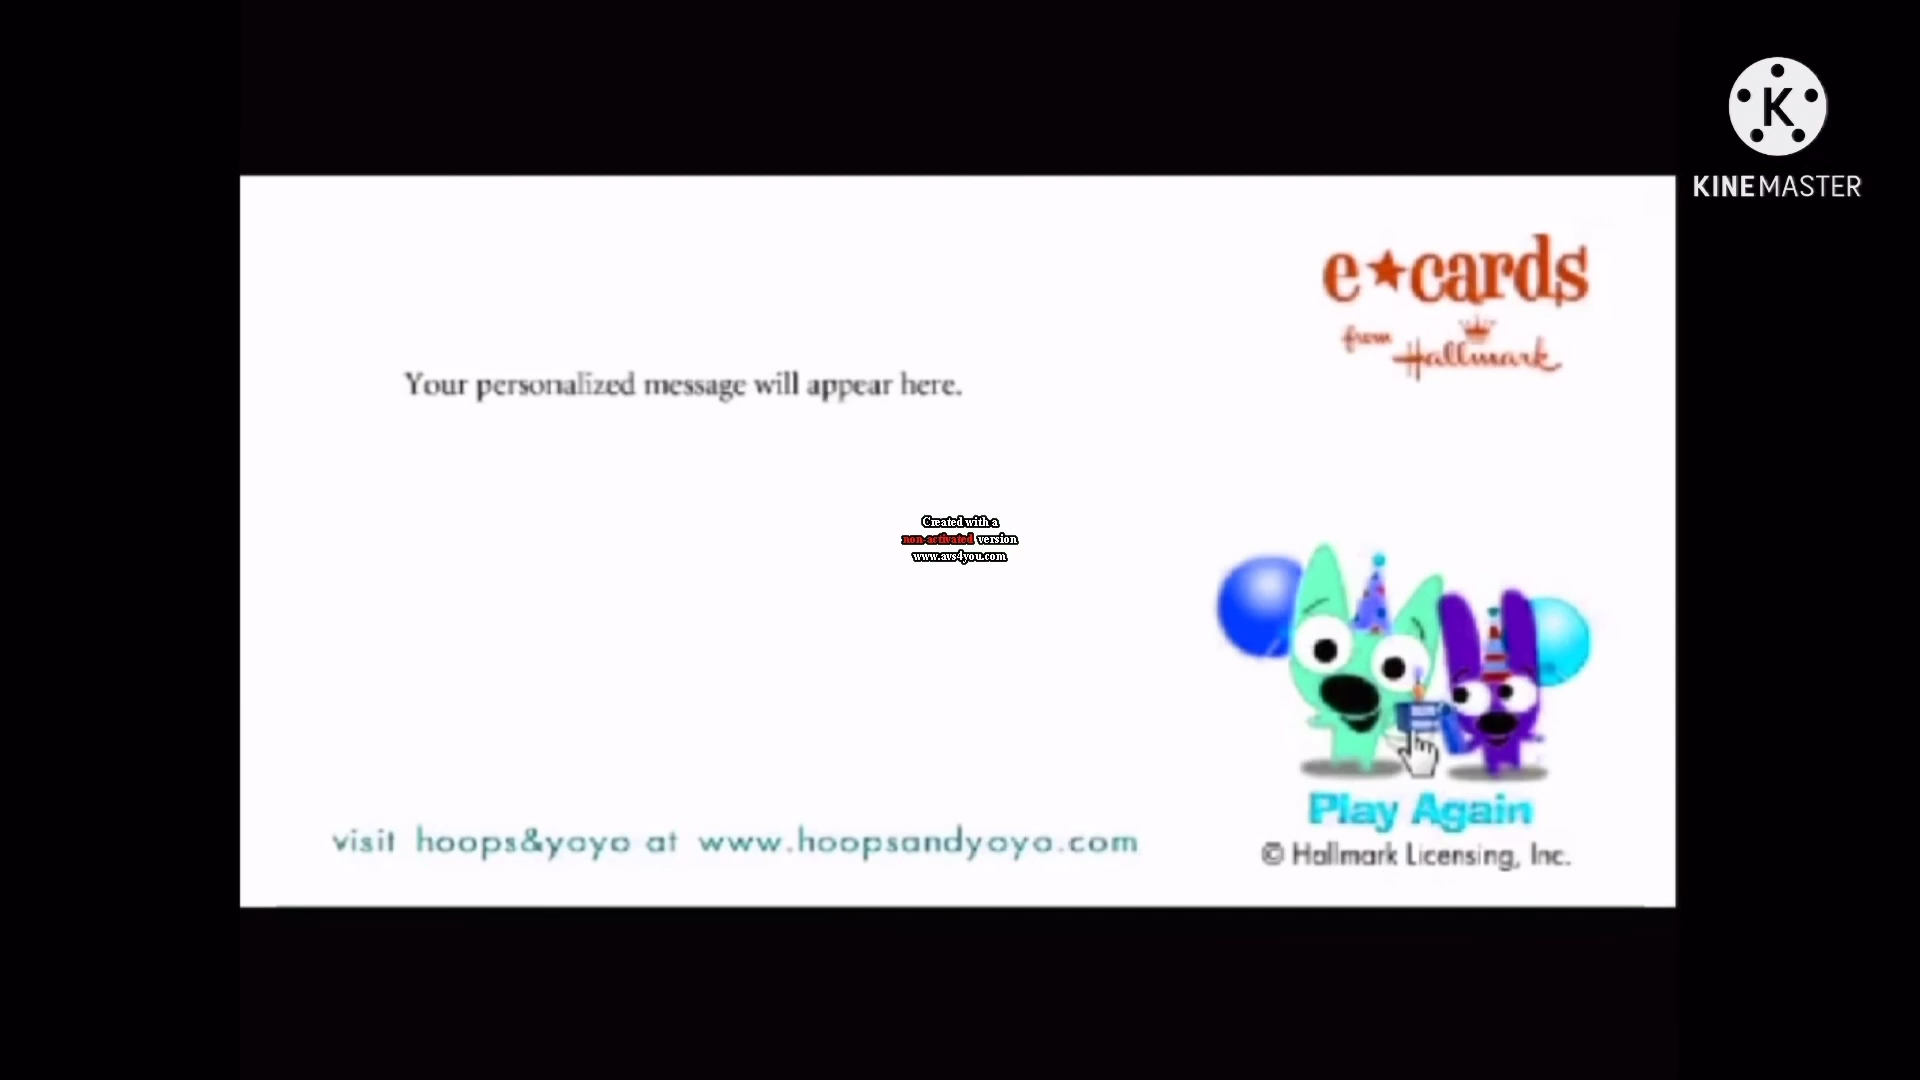 K
KINEMASTER
e★cards
from Hallmark
Your personalized message will appear here.
Created with a
non-activated version
www.avs4you.com
Play Again
visit hoops&yoyo at www.hoopsandyoyo.com
© Hallmark Licensing, Inc.